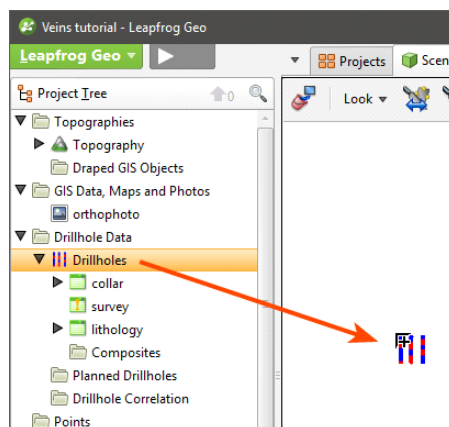 Veins tutorial - Leapfrog Geo
Leapfrog Geo
Projects
Scen
Project Tree
0
Look
Topographies
Topography
Draped GIS Objects
GIS Data, Maps and Photos
orthophoto
Drillhole Data
Drillholes
collar
survey
lithology
Composites
Planned Drillholes
Drillhole Correlation
Points